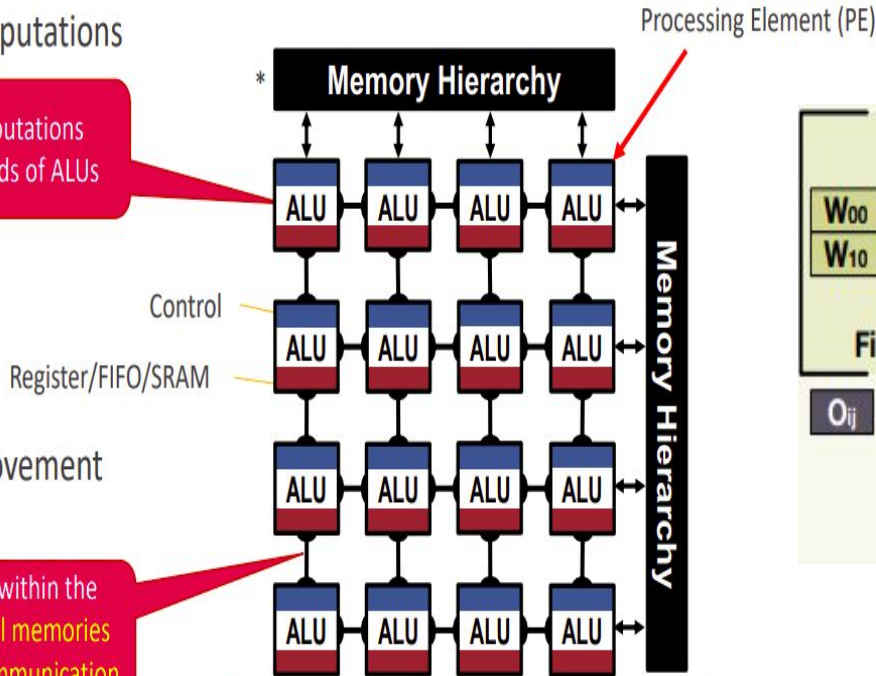 putations
Processing Element (PE)
*
Memory Hierarchy
putations
ds of ALUs
ALU ALU ALU ALU
W00
W10
Control
ALU ALU ALU ALU
Register/FIFO/SRAM
Fi
Oij
Memory Hierarchy
ovement
ALU ALU ALU ALU
within the
l memories
mmunication
ALU ALU ALU ALU